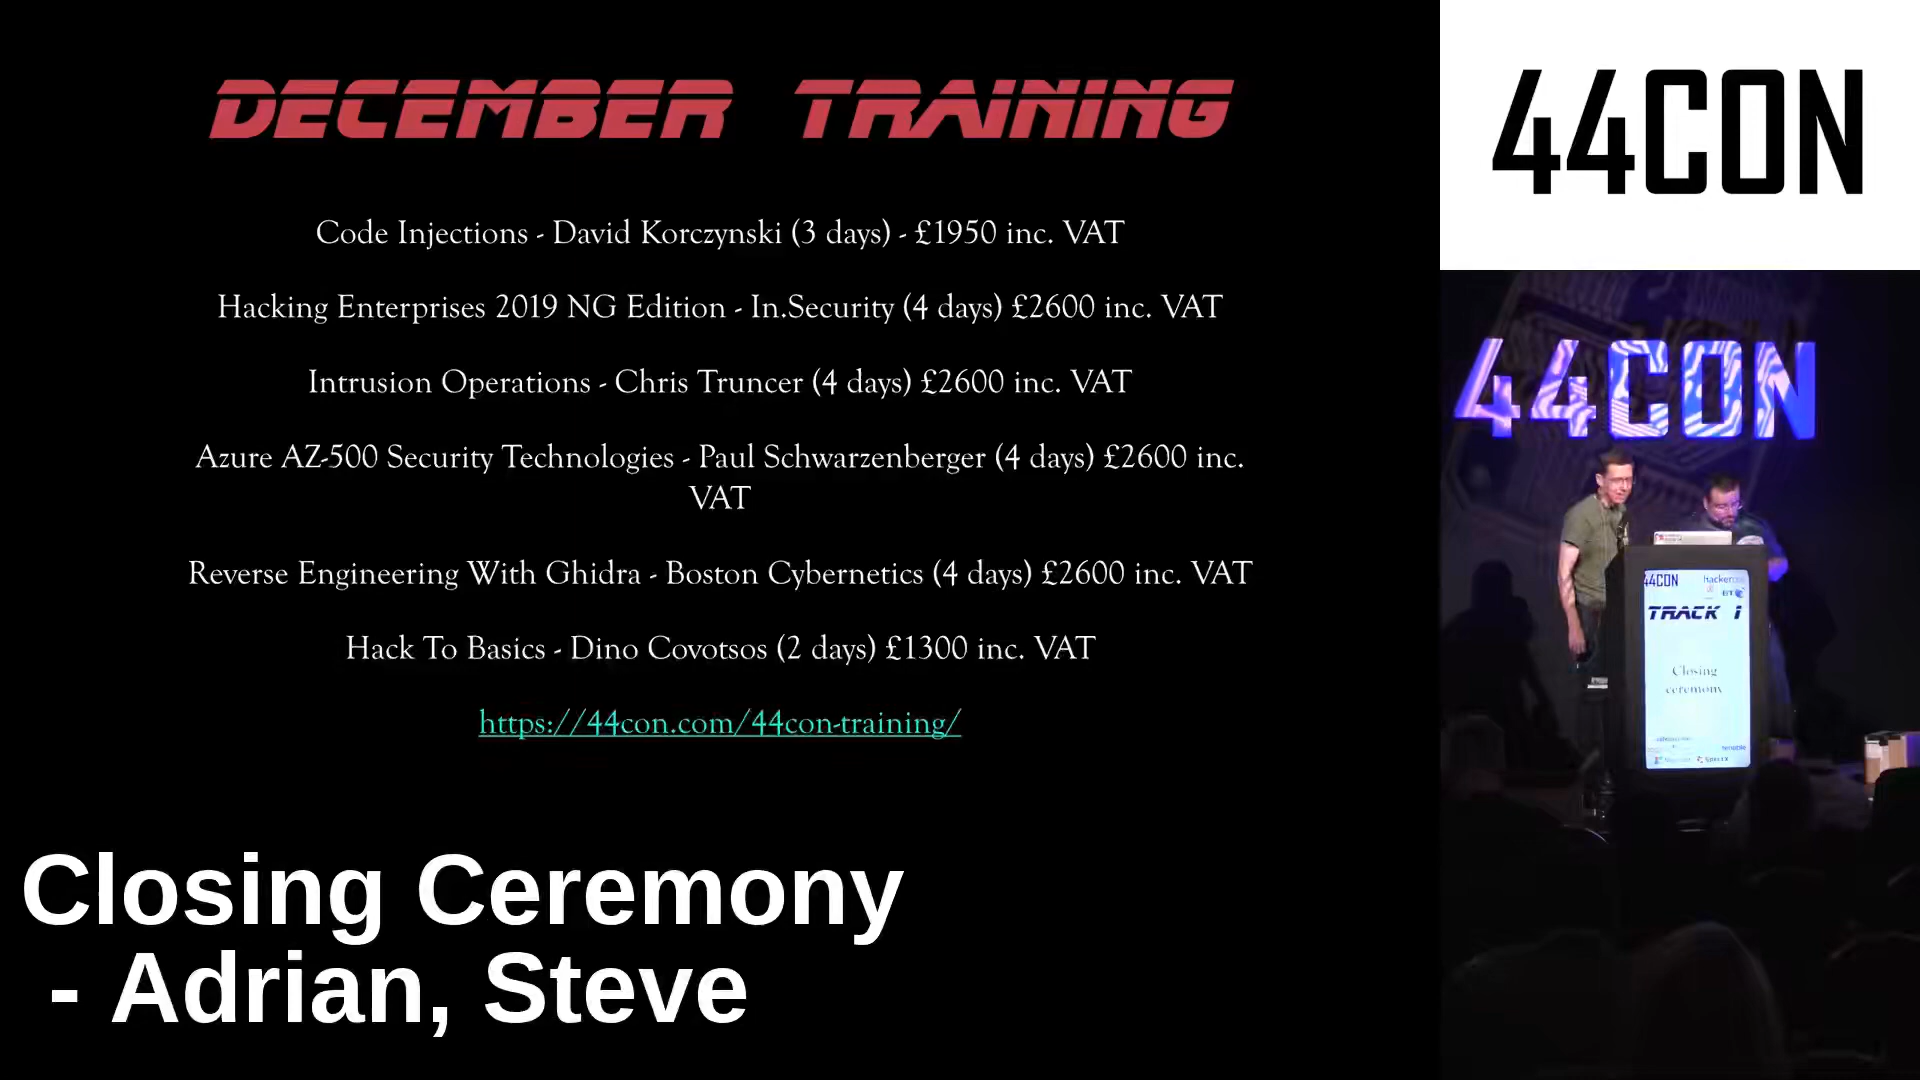 DECEMBER TRAINING
Code Injections - David Korczynski (3 days) - £1950 inc. VAT
Hacking Enterprises 2019 NG Edition - In.Security (4 days) £2600 inc. VAT
Intrusion Operations - Chris Truncer (4 days) £2600 inc. VAT
Azure AZ-500 Security Technologies - Paul Schwarzenberger (4 days) £2600 inc.
VAT
Reverse Engineering With Ghidra - Boston Cybernetics (4 days) £2600 inc. VAT
Hack To Basics - Dino Covotsos (2 days) £1300 inc. VAT
https://44con.com/44con-training/
Closing Ceremony
- Adrian, Steve
44CON
44CON
44CON
BT
TRACK 1
Closing
ceremony
tenable